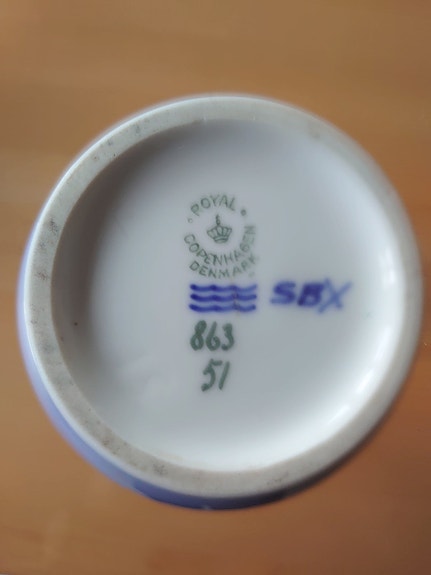 ROYAL
COPENHAGEN
DENMARK
SBX
863
51